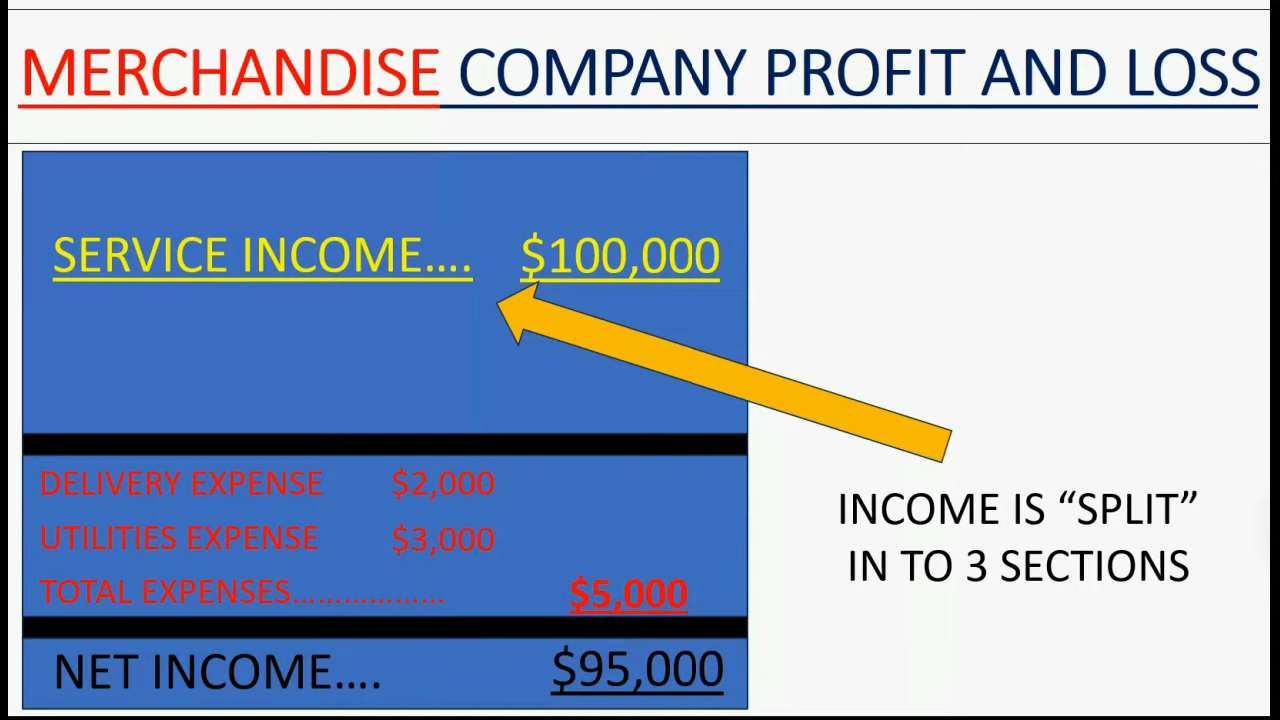 MERCHANDISE COMPANY PROFIT AND LOSS
SERVICE INCOME.... $100,000
DELIVERY EXPENSE $2,000
UTILITIES EXPENSE $3,000
TOTAL EXPENSES.................. $5,000
NET INCOME.... $95,000
INCOME IS “SPLIT”
IN TO 3 SECTIONS